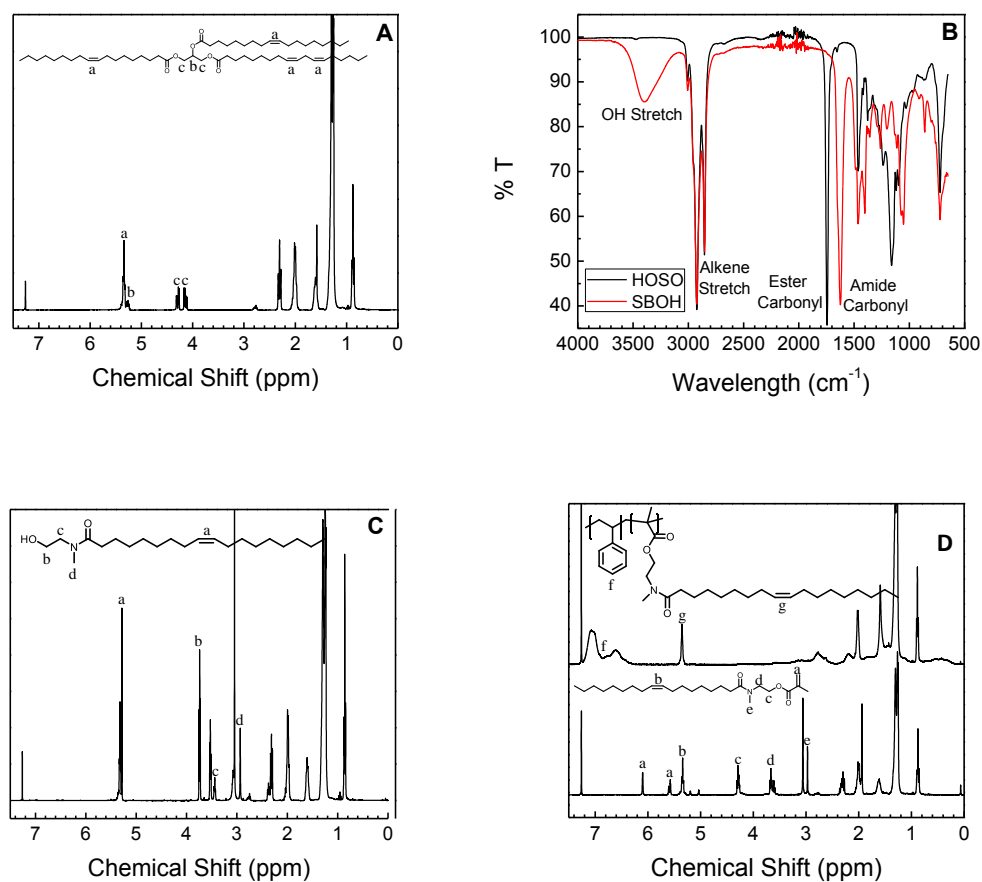 A
O
O
O
O
O
O
a
c b c
a
a
a
b
c c
7 6 5 4 3 2 1 0
Chemical Shift (ppm)
B
100
90
80
70
60
50
40
% T
OH Stretch
HOSO
SBOH
Alkene
Stretch
Ester
Carbonyl
Amide
Carbonyl
4000 3500 3000 2500 2000 1500 1000 500
Wavelength (cm⁻¹)
C
HO
c
O
N
b
d
a
a
b
c
d
7 6 5 4 3 2 1 0
Chemical Shift (ppm)
D
O
O
f
N
O
g
f
g
b
O
N
d
e
c
O
O
a
a
a
b
c
d
e
7 6 5 4 3 2 1 0
Chemical Shift (ppm)